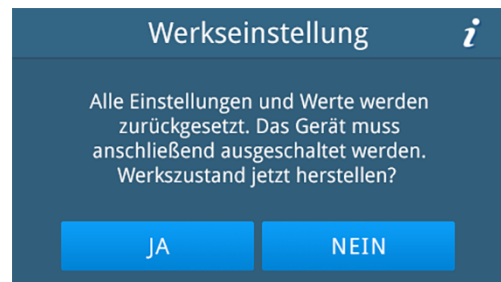 Werkseinstellung i
Alle Einstellungen und Werte werden
zurückgesetzt. Das Gerät muss
anschließend ausgeschaltet werden.
Werkszustand jetzt herstellen?
JA NEIN